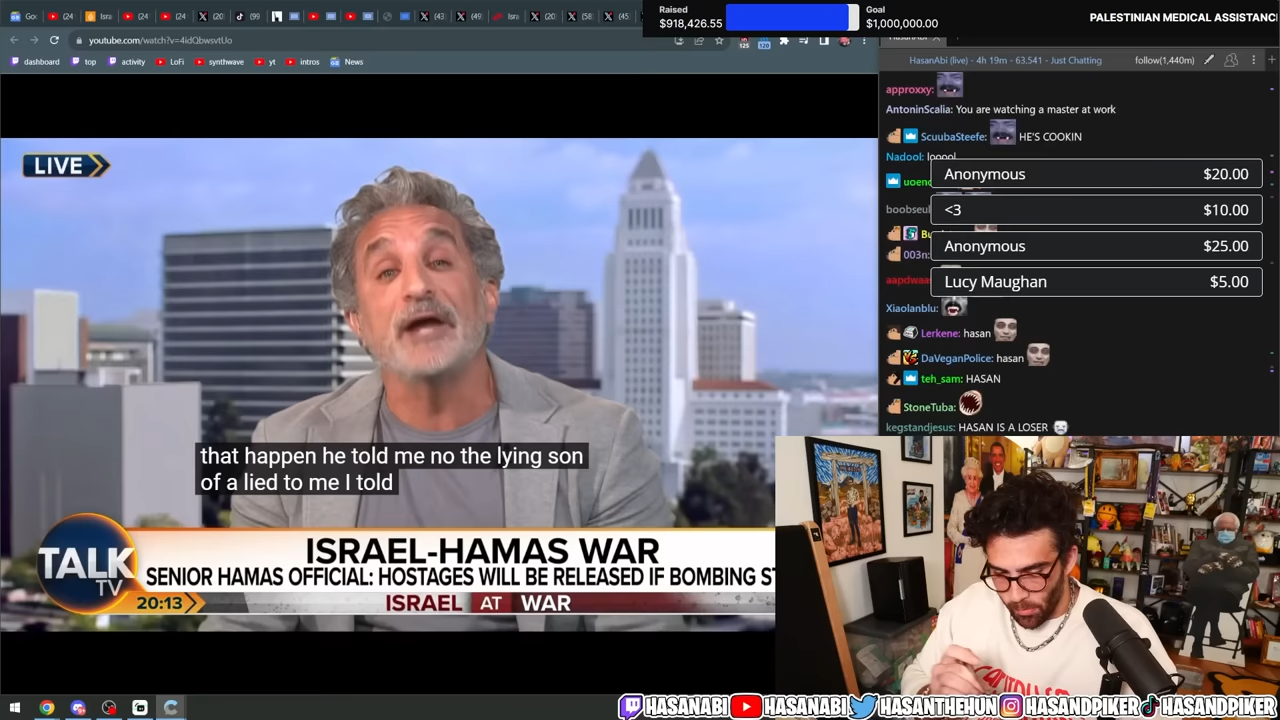 Raised
$918,426.55
Goal
$1,000,000.00
PALESTINIAN MEDICAL ASSISTANC
youtube.com/watch?v=4idQbwsvtUo
dashboard
top
activity
LoFi
synthwave
yt
intros
News
HasanAbi (live) - 4h 19m - 63.541 - Just Chatting
follow(1,440m)
approxxy:
AntoninScalia: You are watching a master at work
ScuubaSteefe: HE'S COOKIN
Nadool: looool
Anonymous $20.00
<3 $10.00
Anonymous $25.00
Lucy Maughan $5.00
Xiaolanblu:
Lerkene: hasan
DaVeganPolice: hasan
teh_sam: HASAN
StoneTuba:
kegstandjesus: HASAN IS A LOSER
LIVE
that happen he told me no the lying son
of a lied to me I told
TALK
TV
ISRAEL-HAMAS WAR
SENIOR HAMAS OFFICIAL: HOSTAGES WILL BE RELEASED IF BOMBING ST
20:13
ISRAEL AT WAR
HASANABI
HASANABI
HASANTHEHUN
HASANDPIKER
HASANDPIKER